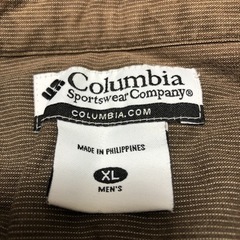 Columbia
Sportswear Company®
COLUMBIA.COM
MADE IN PHILIPPINES
XL
MEN'S